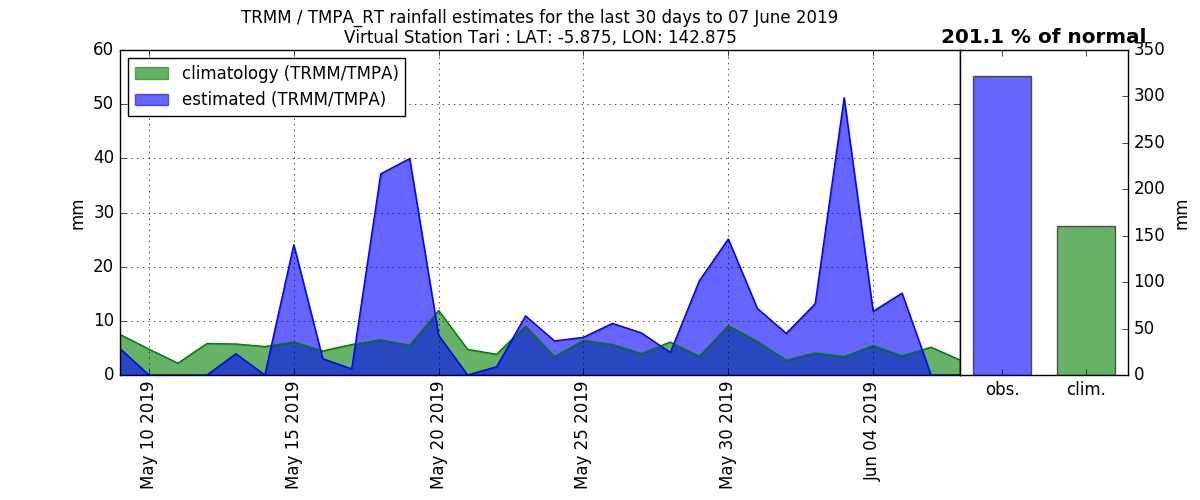 TRMM / TMPA_RT rainfall estimates for the last 30 days to 07 June 2019
Virtual Station Tari : LAT: -5.875, LON: 142.875
201.1 % of normal
climatology (TRMM/TMPA)
estimated (TRMM/TMPA)
mm
60
50
40
30
20
10
0
May 10 2019
May 15 2019
May 20 2019
May 25 2019
May 30 2019
Jun 04 2019
obs.
clim.
350
300
250
200
150
100
50
0
mm